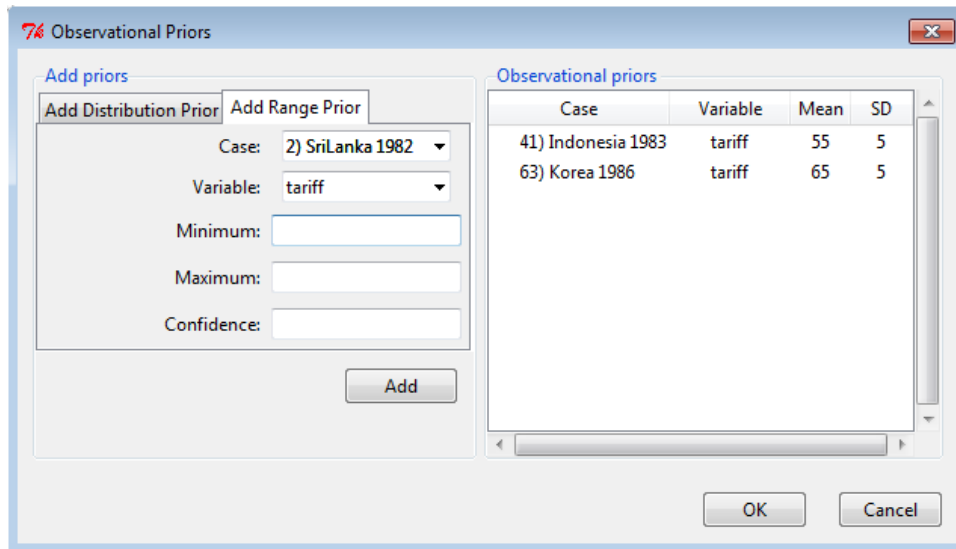 Observational Priors
Add priors
Add Distribution Prior Add Range Prior
Case: 2) SriLanka 1982
Variable: tariff
Minimum:
Maximum:
Confidence:
Add
Observational priors
Case Variable Mean SD
41) Indonesia 1983 tariff 55 5
63) Korea 1986 tariff 65 5
OK Cancel